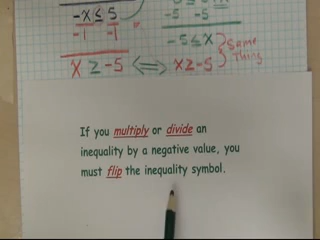 -x ≤ 5
-1 -1
x ≥ -5 ⟺ x ≥ -5
-5 -5
-5 ≤ x
Same
Thing
If you multiply or divide an
inequality by a negative value, you
must flip the inequality symbol.